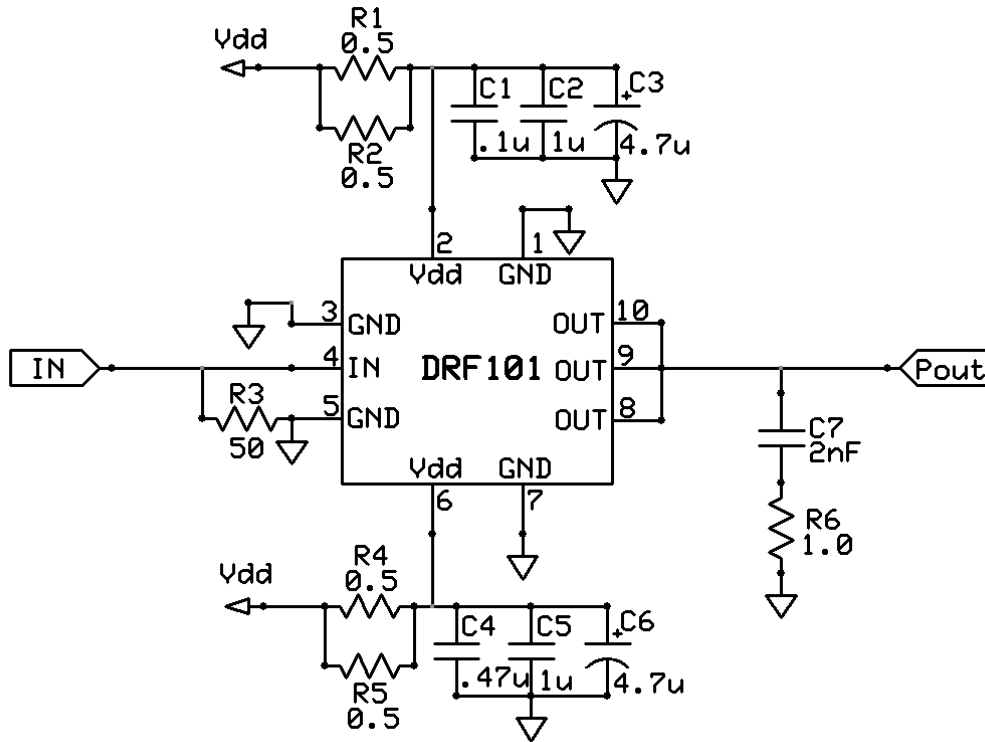 R1
0.5
Vdd
R2
0.5
C1
.1u
C2
1u
+
C3
4.7u
2
1
Vdd
GND
3
GND
4
IN
IN
5
GND
R3
50
DRF101
OUT
10
OUT
9
OUT
8
Pout
Vdd
GND
6
7
C7
2nF
R6
1.0
Vdd
R4
0.5
R5
0.5
C4
.47u
C5
1u
+
C6
4.7u